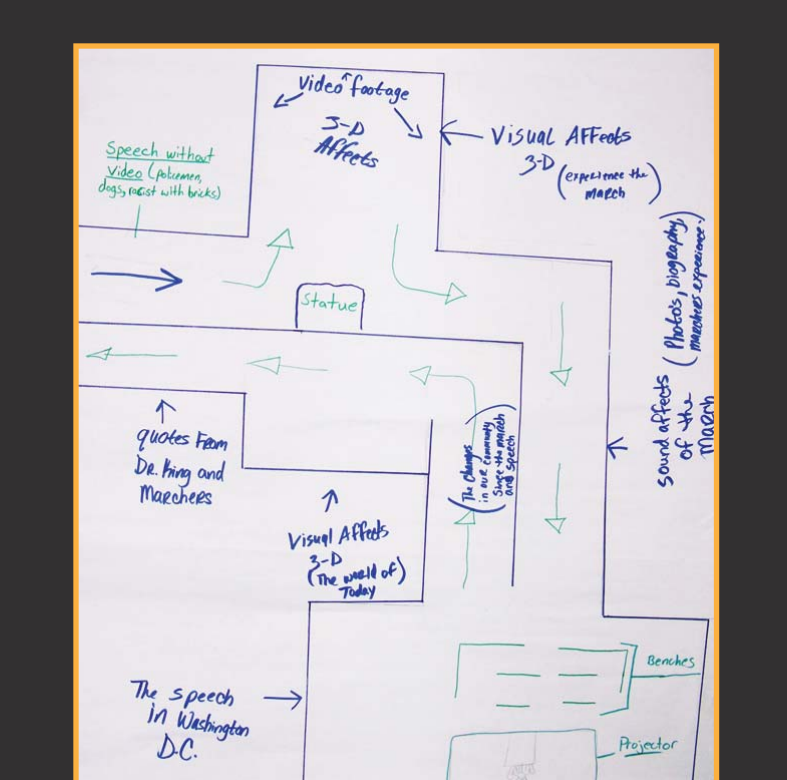 Video footage
3-D
Affects
Visual Affects
3-D (experience the
march)
Speech without
Video (policemen,
dogs, racist with bricks)
Statue
sound affects (Photos, biography,
of the marchers experience.)
March
(The Changes
in our community
Since the march
and speech)
quotes From
Dr. King and
Marchers
Visual Affects
3-D
(The world of)
Today
The speech
in Washington
D.C.
Benches
Projector